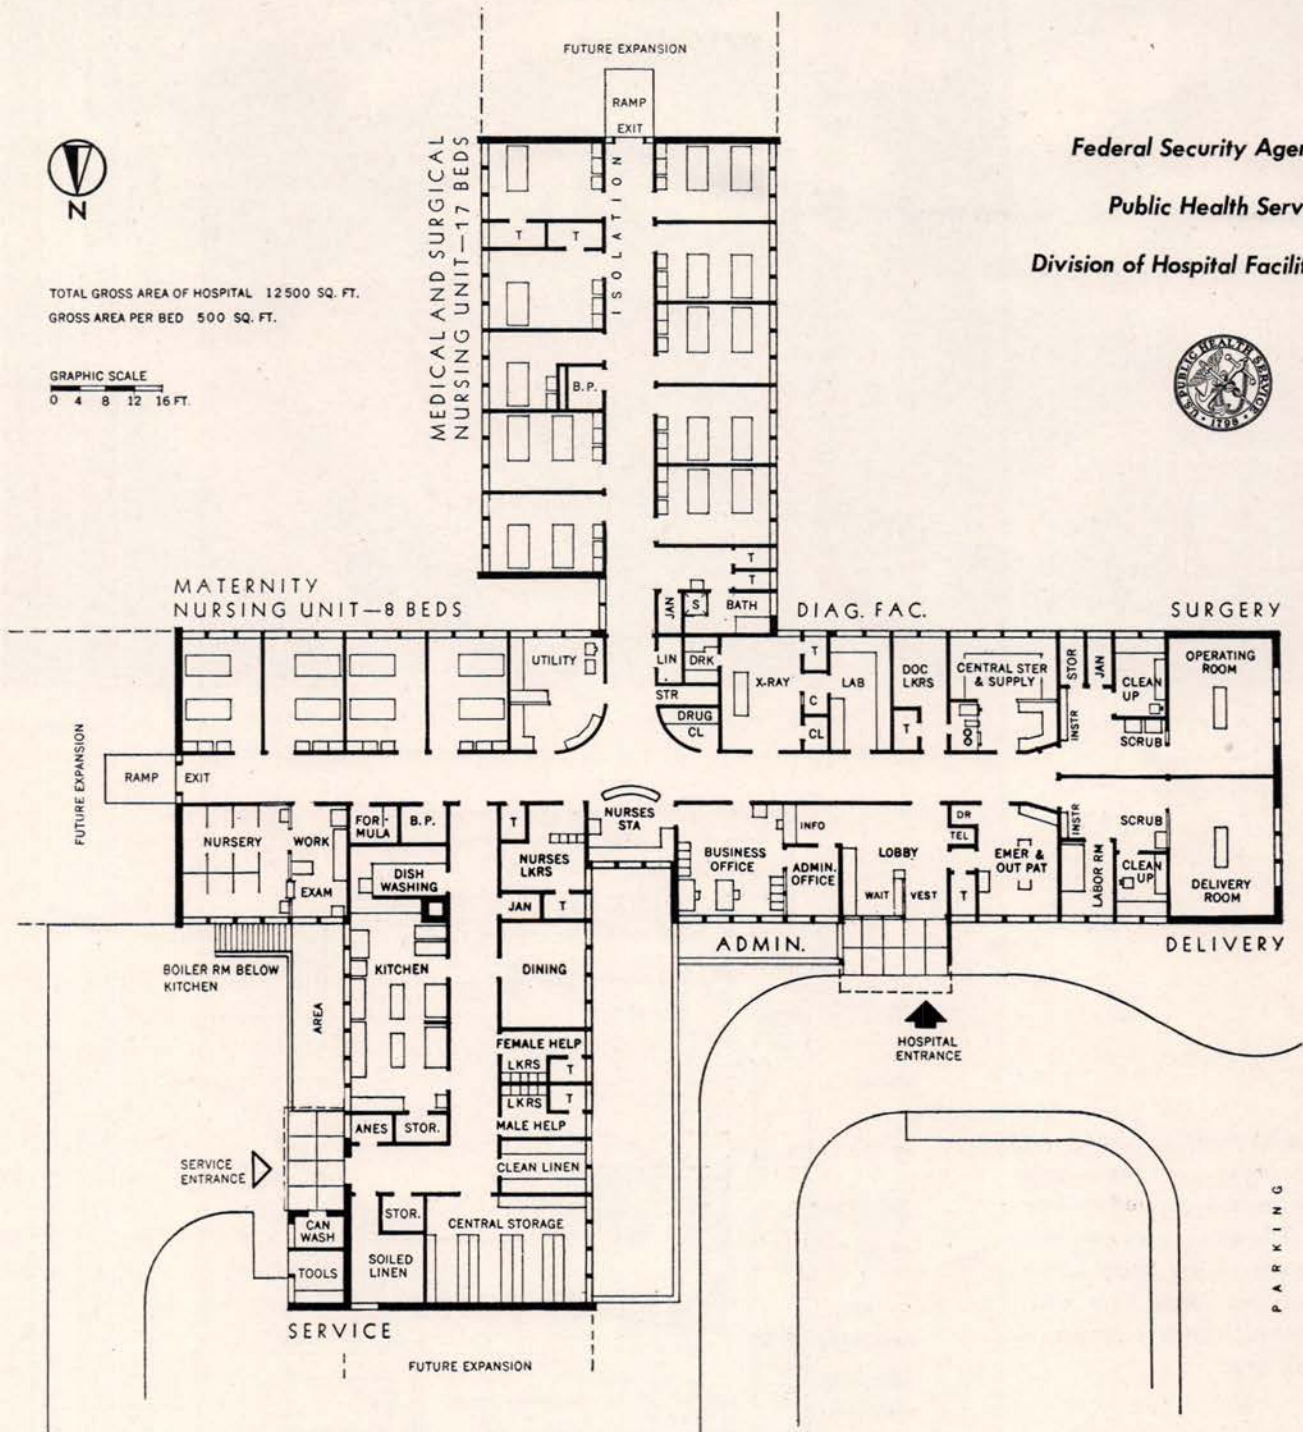 FUTURE EXPANSION
RAMP
EXIT
Federal Security Agen
Public Health Serv
Division of Hospital Facilit
N
TOTAL GROSS AREA OF HOSPITAL 12500 SQ. FT.
GROSS AREA PER BED 500 SQ. FT.
GRAPHIC SCALE
0 4 8 12 16 FT.
MEDICAL AND SURGICAL
NURSING UNIT—17 BEDS
ISOLATION
T
T
B.P.
U.S. PUBLIC HEALTH SERVICE
1798
T
T
JAN
S
BATH
MATERNITY
NURSING UNIT—8 BEDS
DIAG. FAC.
SURGERY
UTILITY
LIN
DRK
STR
DRUG
CL
X-RAY
T
C
CL
LAB
DOC
LKRS
T
CENTRAL STER
& SUPPLY
STOR
JAN
INSTR
CLEAN
UP
SCRUB
OPERATING
ROOM
FUTURE EXPANSION
RAMP
EXIT
NURSERY
WORK
EXAM
FOR-
MULA
B.P.
DISH
WASHING
T
NURSES
LKRS
JAN
T
NURSES
STA
BUSINESS
OFFICE
INFO
ADMIN.
OFFICE
LOBBY
WAIT
VEST
DR
TEL
T
EMER &
OUT PAT
INSTR
LABOR RM
SCRUB
CLEAN
UP
DELIVERY
ROOM
ADMIN.
DELIVERY
BOILER RM BELOW
KITCHEN
AREA
KITCHEN
DINING
HOSPITAL
ENTRANCE
FEMALE HELP
LKRS
T
LKRS
T
MALE HELP
ANES
STOR.
CLEAN LINEN
SERVICE
ENTRANCE
CAN
WASH
TOOLS
STOR.
SOILED
LINEN
CENTRAL STORAGE
PARKING
SERVICE
FUTURE EXPANSION